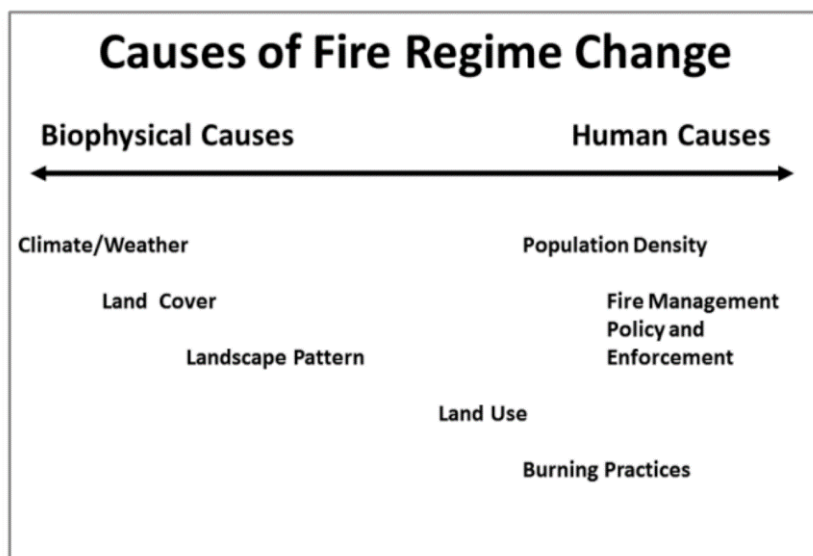 Causes of Fire Regime Change
Biophysical Causes
Human Causes
Climate/Weather
Population Density
Land Cover
Fire Management
Policy and
Enforcement
Landscape Pattern
Land Use
Burning Practices